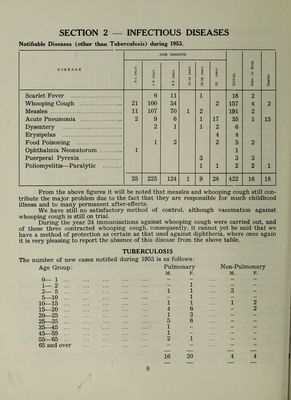 SECTION 2 — INFECTIOUS DISEASES
Notifiable Diseases (other than Tuberculosis) during 1953.
AGE GROUPS
DISEASE
TOTAL
Deaths
Scarlet Fever 6 11 1 18 2
Whooping Cough 21 100 34 2 157 4 2
Measles 11 107 70 1 2 191 2
Acute Pneumonia 2 9 6 1 17 35 1 15
Dysentery 2 1 1 2 6
Erysipelas 4 4
Food Poisoning 1 2 2 5 2
Ophthalmia Neonatorum 1 1
Puerperal Pyrexia 3 3 3
Poliomyelitis—Paralytic 1 1 2 2 1
35 225 124 1 9 28 422 16 18
From the above figures it will be noted that measles and whooping cough still con-
tribute the major problem due to the fact that they are responsible for much childhood
illness and to many permanent after-effects.
We have still no satisfactory method of control, although vaccination against
whooping cough is still on trial.
During the year 34 immunisations against whooping cough were carried out, and
of these three contracted whooping cough, consequently, it cannot yet be said that we
have a method of protection as certain as that used against diphtheria, where once again
it is very pleasing to report the absence of this disease from the above table.
TUBERCULOSIS
The number of new cases notified during 1953 is as follows:
Age Group: Pulmonary Non-Pulmonary
M. F. M. F.
0— 1 ... – – – –
1— 2 ... – 1 – –
2— 5 ... 1 1 3 –
5—10 ... – 1 – –
10—15 ... 1 1 1 2
15—20 ... 4 6 – 2
20—25 ... 1 3 – –
25—35 ... 5 6 – –
35—45 ... 1 – – –
45—55 ... 1 – – –
55—65 ... 2 1 – –
65 and over ... – – – –
16 20 4 4
8